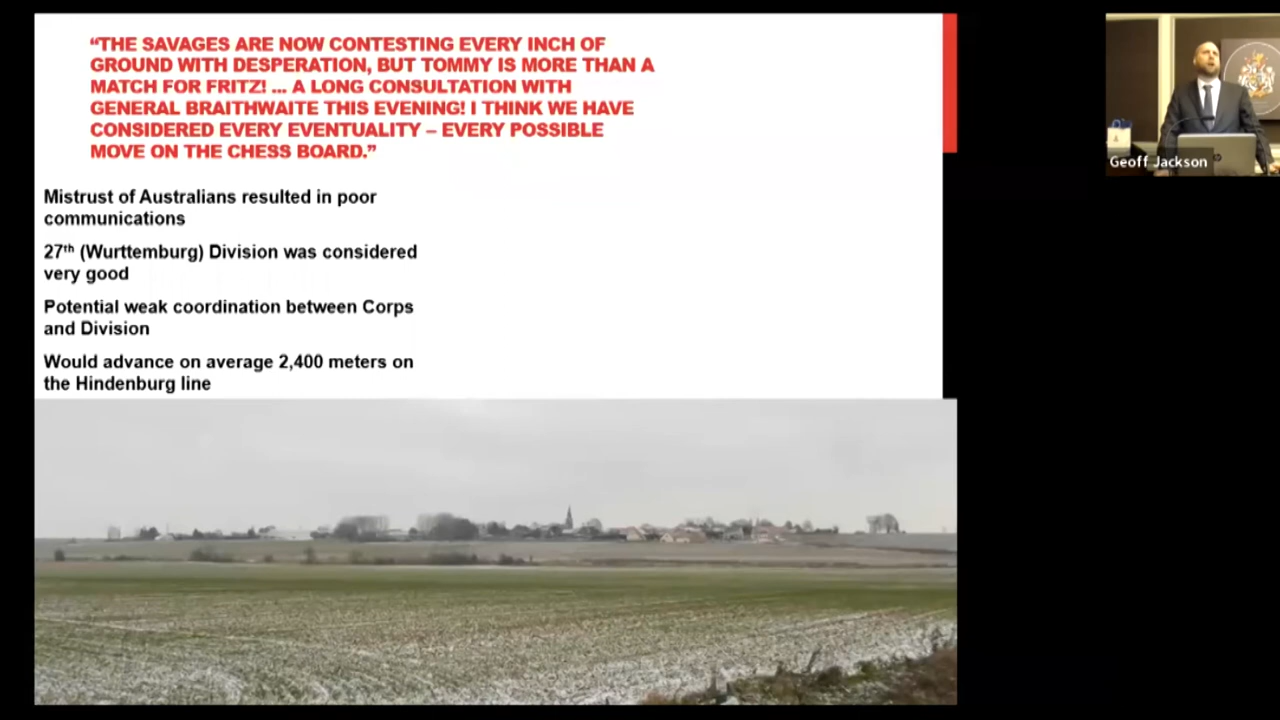 “THE SAVAGES ARE NOW CONTESTING EVERY INCH OF
GROUND WITH DESPERATION, BUT TOMMY IS MORE THAN A
MATCH FOR FRITZ! ... A LONG CONSULTATION WITH
GENERAL BRAITHWAITE THIS EVENING! I THINK WE HAVE
CONSIDERED EVERY EVENTUALITY – EVERY POSSIBLE
MOVE ON THE CHESS BOARD.”
Mistrust of Australians resulted in poor
communications
27th (Wurttemburg) Division was considered
very good
Potential weak coordination between Corps
and Division
Would advance on average 2,400 meters on
the Hindenburg line
Geoff Jackson